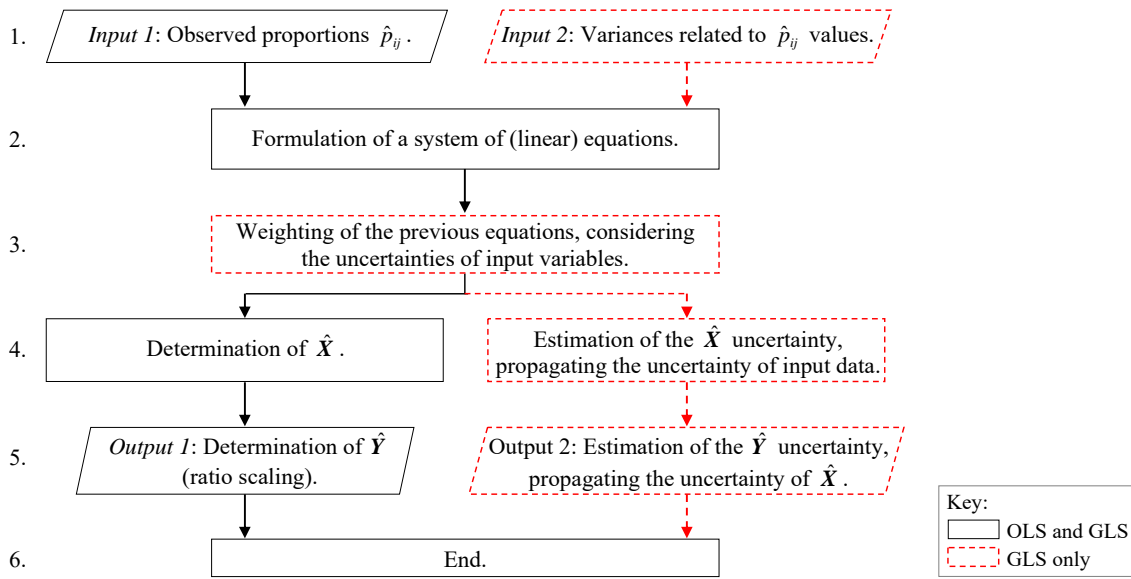 1.
Input 1: Observed proportions p̂ij .
Input 2: Variances related to p̂ij values.
2.
Formulation of a system of (linear) equations.
3.
Weighting of the previous equations, considering
the uncertainties of input variables.
4.
Determination of X̂ .
Estimation of the X̂ uncertainty,
propagating the uncertainty of input data.
5.
Output 1: Determination of Ŷ
(ratio scaling).
Output 2: Estimation of the Ŷ uncertainty,
propagating the uncertainty of X̂ .
6.
End.
Key:
OLS and GLS
GLS only